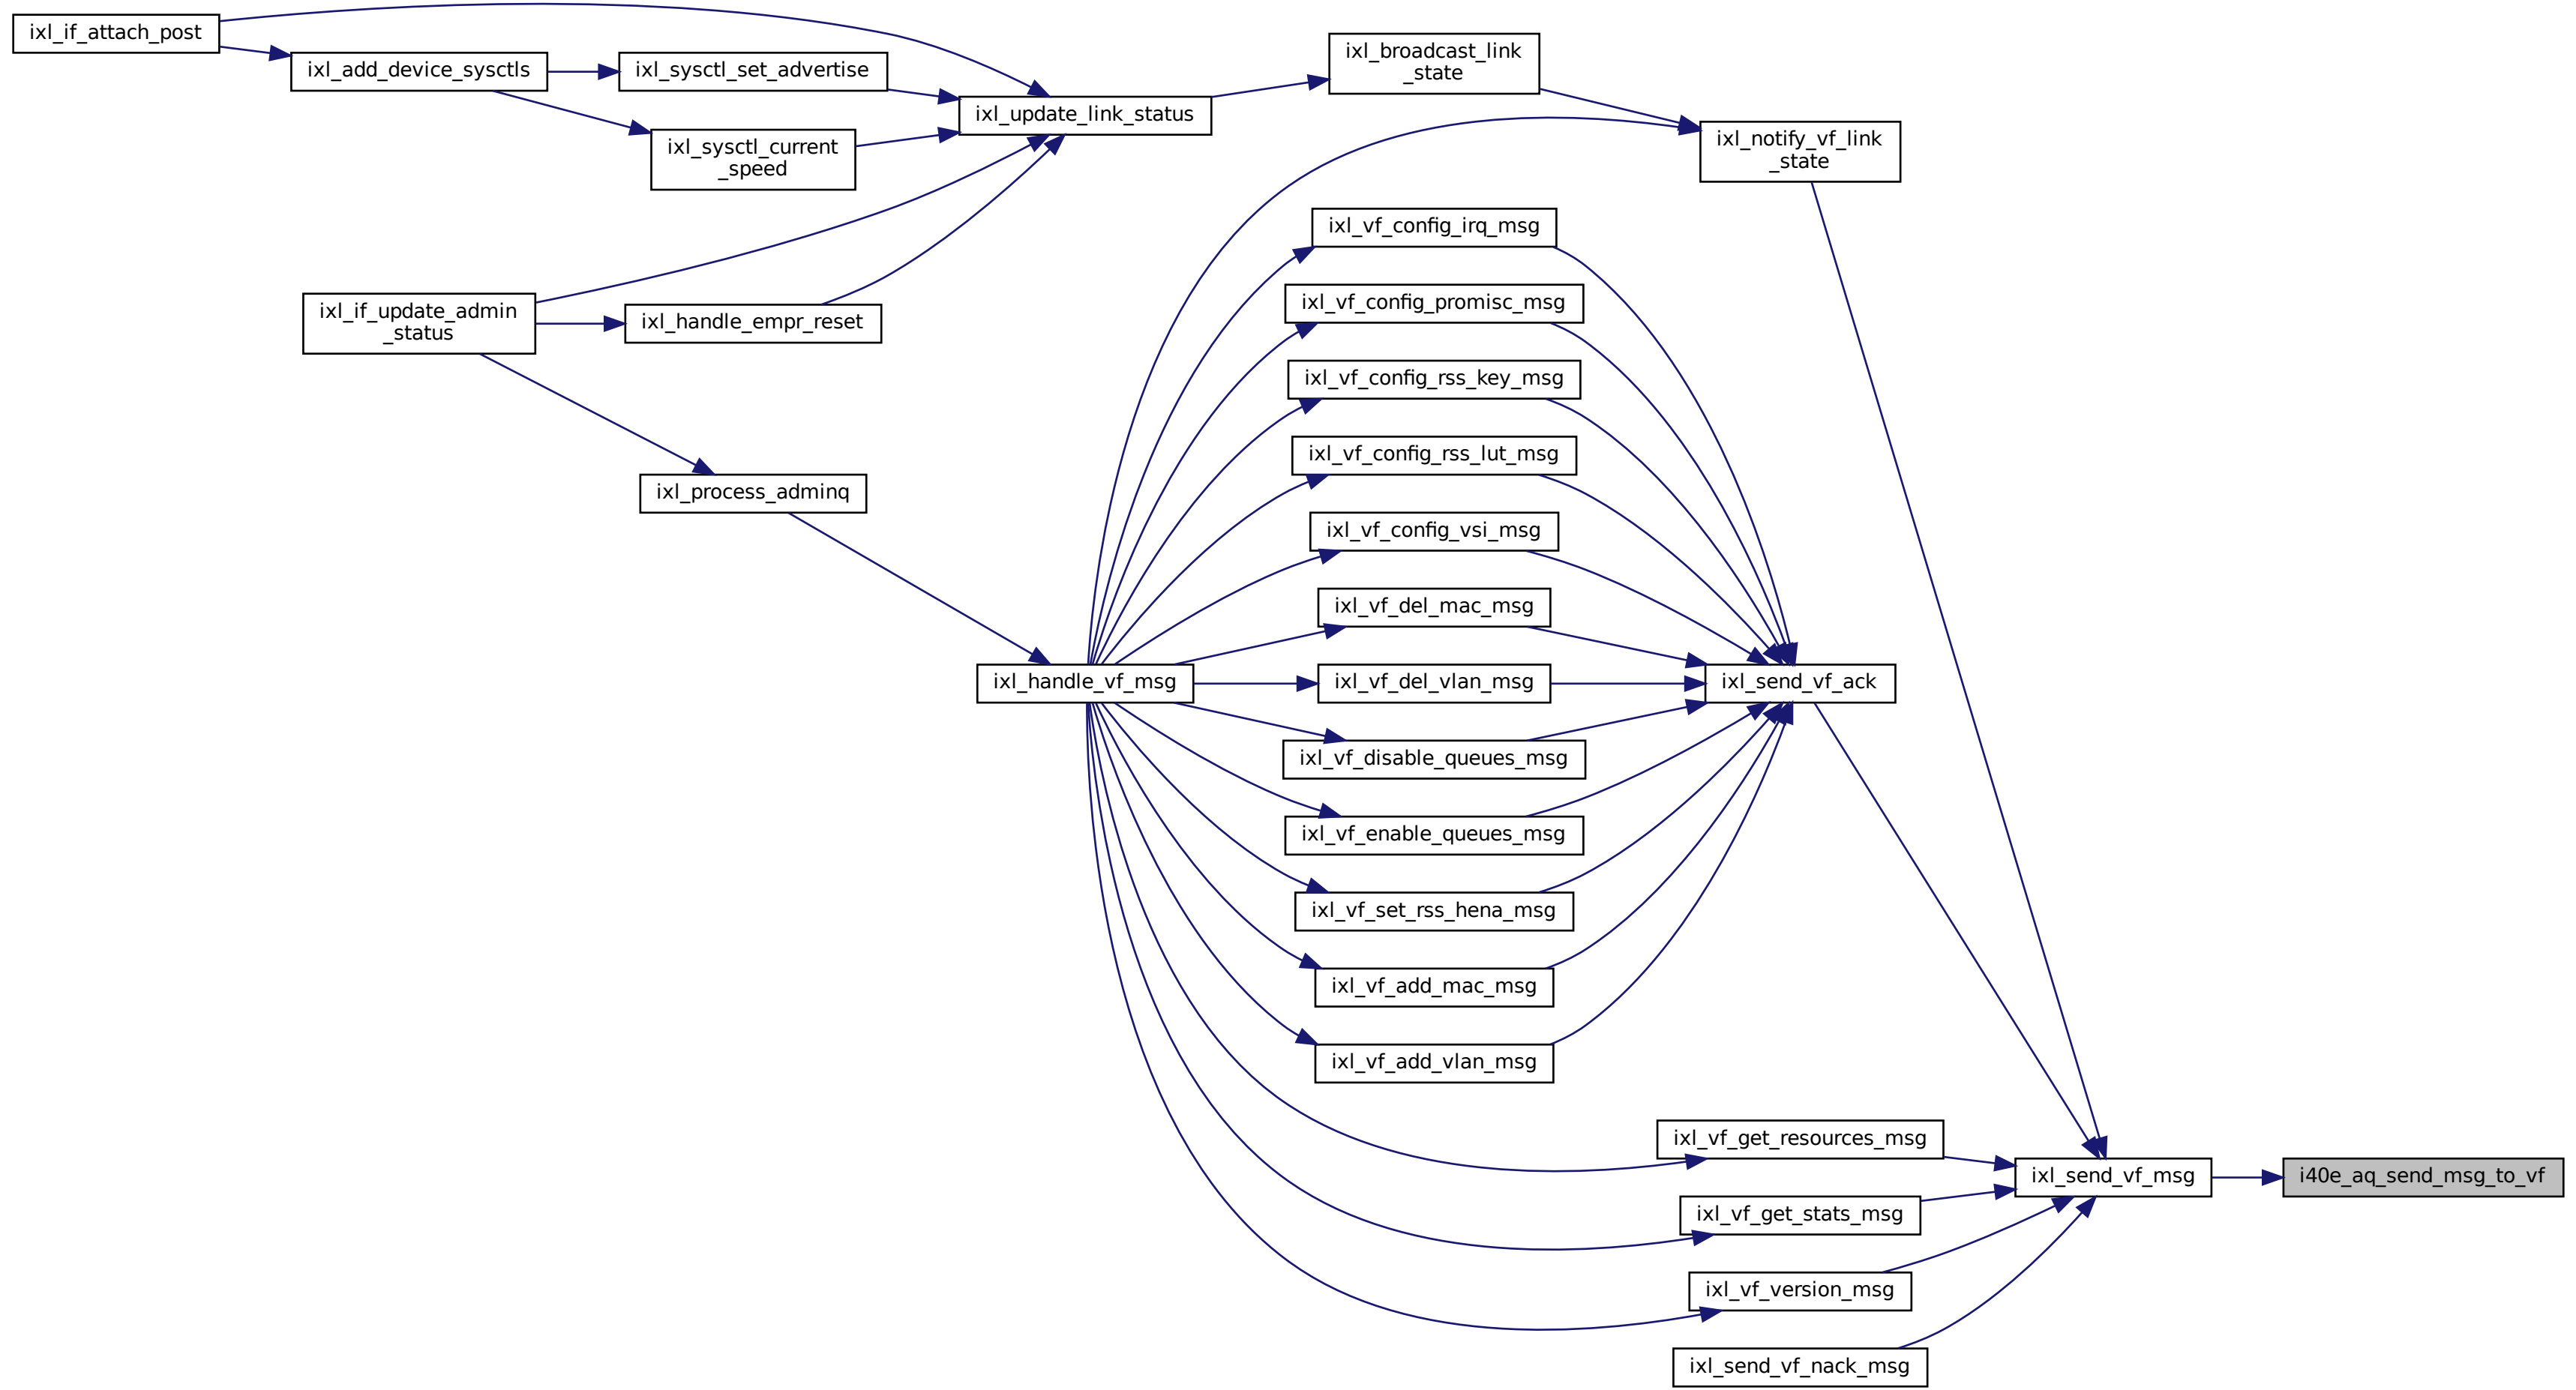 ixl_if_attach_post
ixl_add_device_sysctls
ixl_sysctl_set_advertise
ixl_sysctl_current
_speed
ixl_update_link_status
ixl_broadcast_link
_state
ixl_notify_vf_link
_state
ixl_if_update_admin
_status
ixl_handle_empr_reset
ixl_process_adminq
ixl_handle_vf_msg
ixl_vf_config_irq_msg
ixl_vf_config_promisc_msg
ixl_vf_config_rss_key_msg
ixl_vf_config_rss_lut_msg
ixl_vf_config_vsi_msg
ixl_vf_del_mac_msg
ixl_vf_del_vlan_msg
ixl_vf_disable_queues_msg
ixl_vf_enable_queues_msg
ixl_vf_set_rss_hena_msg
ixl_vf_add_mac_msg
ixl_vf_add_vlan_msg
ixl_send_vf_ack
ixl_vf_get_resources_msg
ixl_vf_get_stats_msg
ixl_vf_version_msg
ixl_send_vf_nack_msg
ixl_send_vf_msg
i40e_aq_send_msg_to_vf